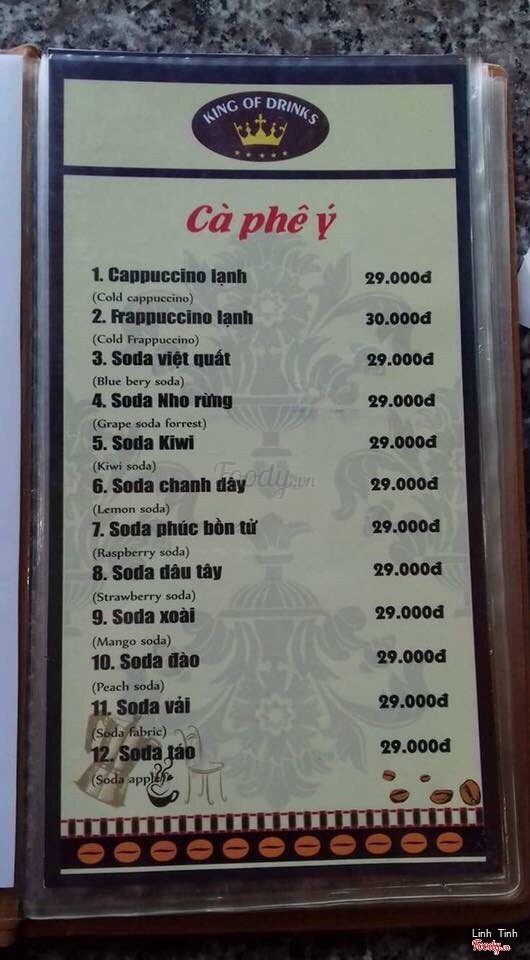 KING OF DRINKS
Cà phê ý
1. Cappuccino lạnh 29.000đ
(Cold cappuccino)
2. Frappuccino lạnh 30.000đ
(Cold Frappuccino)
3. Soda việt quất 29.000đ
(Blue bery soda)
4. Soda Nho rừng 29.000đ
(Grape soda forrest)
5. Soda Kiwi 29.000đ
(Kiwi soda)
Foody.vn
6. Soda chanh dây 29.000đ
(Lemon soda)
7. Soda phúc bồn tử 29.000đ
(Raspberry soda)
8. Soda dâu tây 29.000đ
(Strawberry soda)
9. Soda xoài 29.000đ
(Mango soda)
10. Soda đào 29.000đ
(Peach soda)
11. Soda vải 29.000đ
(Soda fabric)
12. Soda táo 29.000đ
(Soda apple)
Linh Tinh
Foody.vn